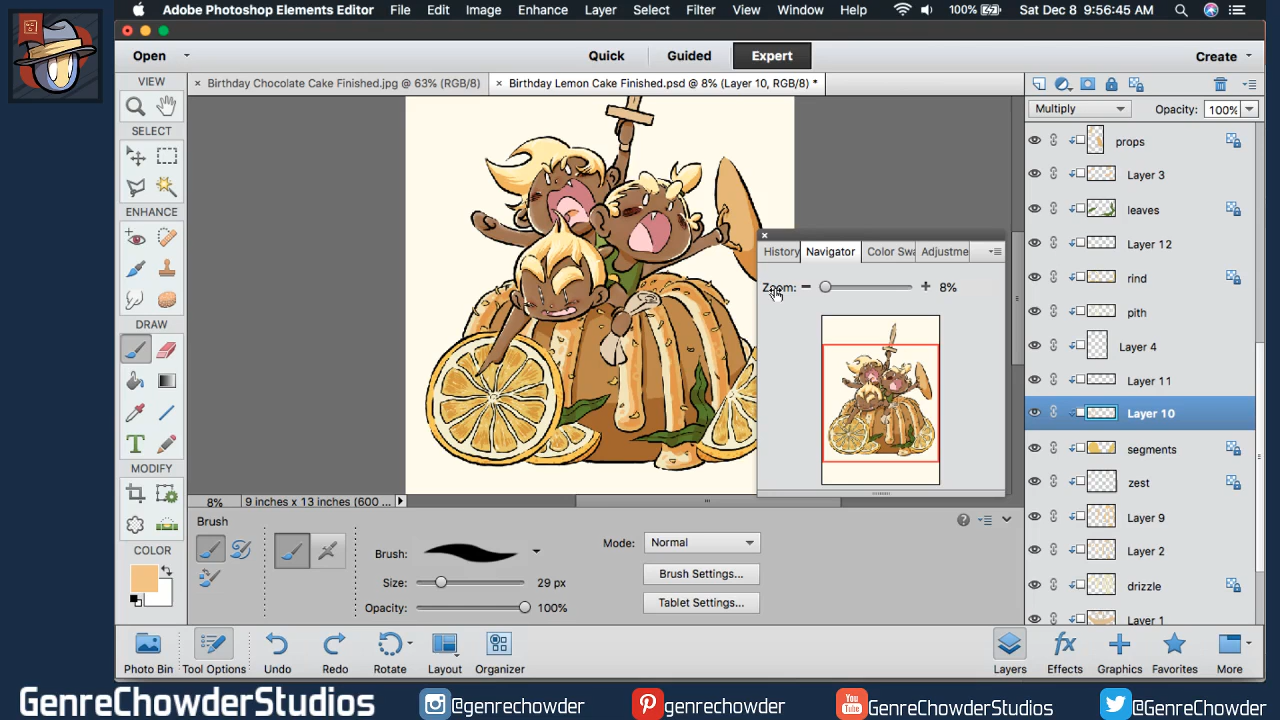 Adobe Photoshop Elements Editor File Edit Image Enhance Layer Select Filter View Window Help 100% Sat Dec 8 9:56:45 AM
Open Quick Guided Expert Create
VIEW
Birthday Chocolate Cake Finished.jpg @ 63% (RGB/8) Birthday Lemon Cake Finished.psd @ 8% (Layer 10, RGB/8) *
Multiply Opacity: 100%
SELECT
ENHANCE
DRAW
MODIFY
COLOR
props
Layer 3
leaves
Layer 12
rind
pith
Layer 4
Layer 11
Layer 10
segments
zest
Layer 9
Layer 2
drizzle
Layer 1
History Navigator Color Swa Adjustme
Zoom: 8%
8% 9 inches x 13 inches (600 ...
Brush
Brush:
Size: 29 px
Opacity: 100%
Mode: Normal
Brush Settings...
Tablet Settings...
T
Photo Bin Tool Options Undo Redo Rotate Layout Organizer
fx
Layers Effects Graphics Favorites More
GenreChowderStudios @genrechowder genrechowder GenreChowderStudios @GenreChowder
You
Tube